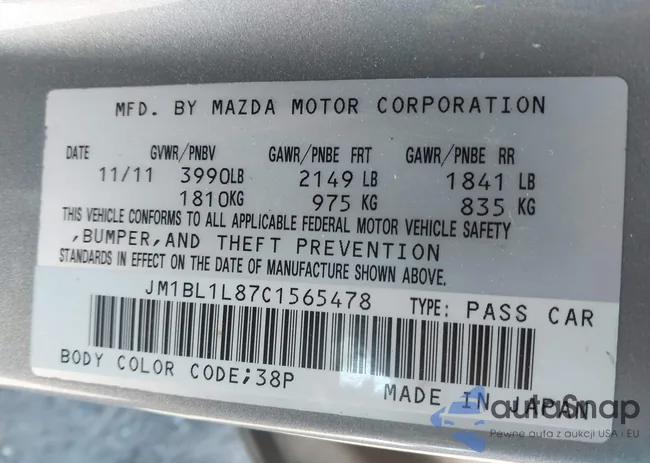 MFD. BY MAZDA MOTOR CORPORATION
DATE GVWR/PNBV GAWR/PNBE FRT GAWR/PNBE RR
11/11 3990LB 2149 LB 1841 LB
1810KG 975 KG 835 KG
THIS VEHICLE CONFORMS TO ALL APPLICABLE FEDERAL MOTOR VEHICLE SAFETY
,BUMPER,AND THEFT PREVENTION
STANDARDS IN EFFECT ON THE DATE OF MANUFACTURE SHOWN ABOVE.
JM1BL1L87C1565478 TYPE: PASS CAR
BODY COLOR CODE;38P MADE IN JAPAN
autoSnap
Pewne auta z aukcji USA i EU